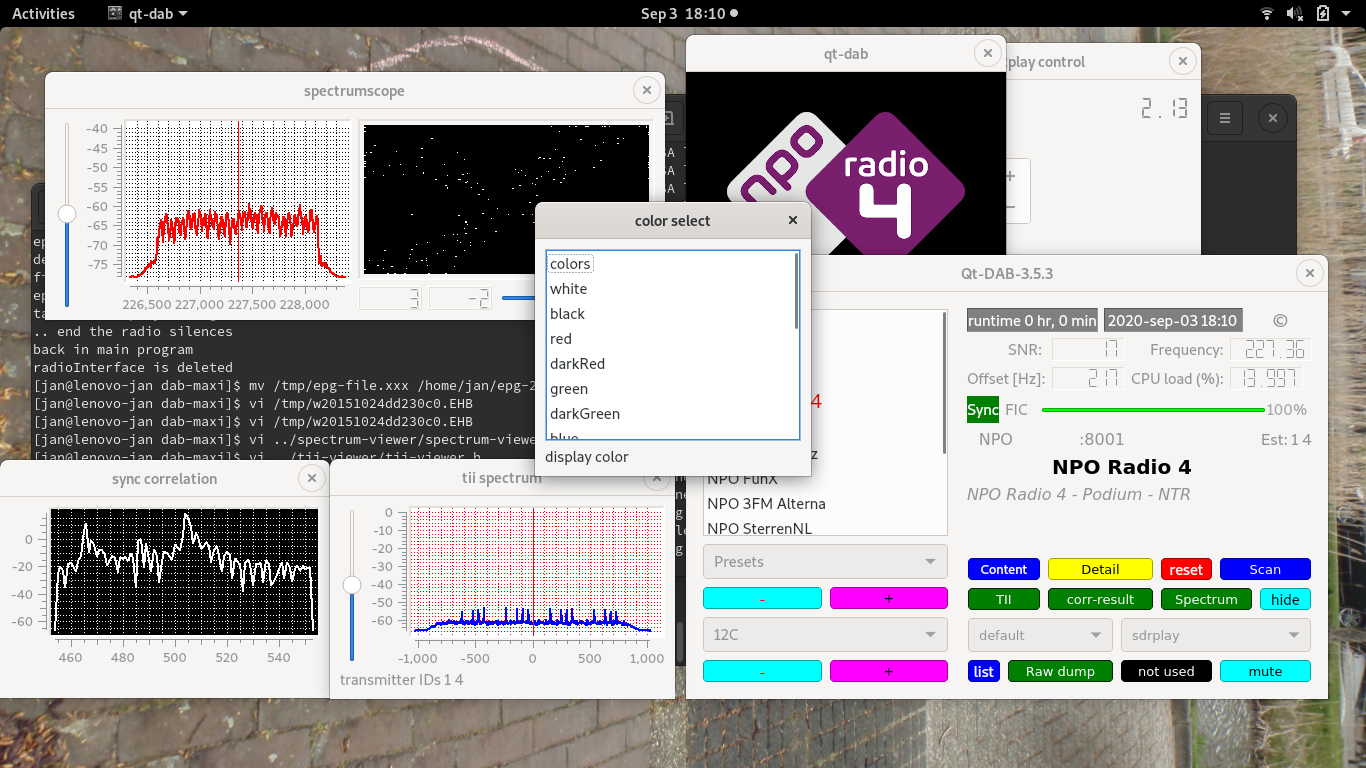 Activities
qt-dab
Sep 3 18:10
spectrumscope
-40
-45
-50
-55
-60
-65
-70
-75
226,500 227,000 227,500 228,000
3
-2
qt-dab
npo
radio
4
play control
2.13
+
−
color select
colors
white
black
red
darkRed
green
darkGreen
blue
display color
.. end the radio silences
back in main program
radioInterface is deleted
[jan@lenovo-jan dab-maxi]$ mv /tmp/epg-file.xxx /home/jan/epg-2
[jan@lenovo-jan dab-maxi]$ vi /tmp/w20151024dd230c0.EHB
[jan@lenovo-jan dab-maxi]$ vi /tmp/w20151024dd230c0.EHB
[jan@lenovo-jan dab-maxi]$ vi ../spectrum-viewer/spectrum-viewe
[jan@lenovo-jan dab-maxi]$ vi ../tii-viewer/tii-viewer.h
sync correlation
0
-20
-40
-60
460 480 500 520 540
tii spectrum
0
-10
-20
-30
-40
-50
-60
-1,000 -500 0 500 1,000
transmitter IDs 1 4
Qt-DAB-3.5.3
runtime 0 hr, 0 min 2020-sep-03 18:10 ©
SNR: 17 Frequency: 227.36
Offset [Hz]: 217 CPU load (%): 13.997
Sync FIC 100%
NPO :8001 Est: 1 4
NPO Radio 4
NPO Radio 4 - Podium - NTR
4
z
NPO FunX
NPO 3FM Alterna
NPO SterrenNL
Presets
- +
12C
- +
Content Detail reset Scan
TII corr-result Spectrum hide
default sdrplay
list Raw dump not used mute